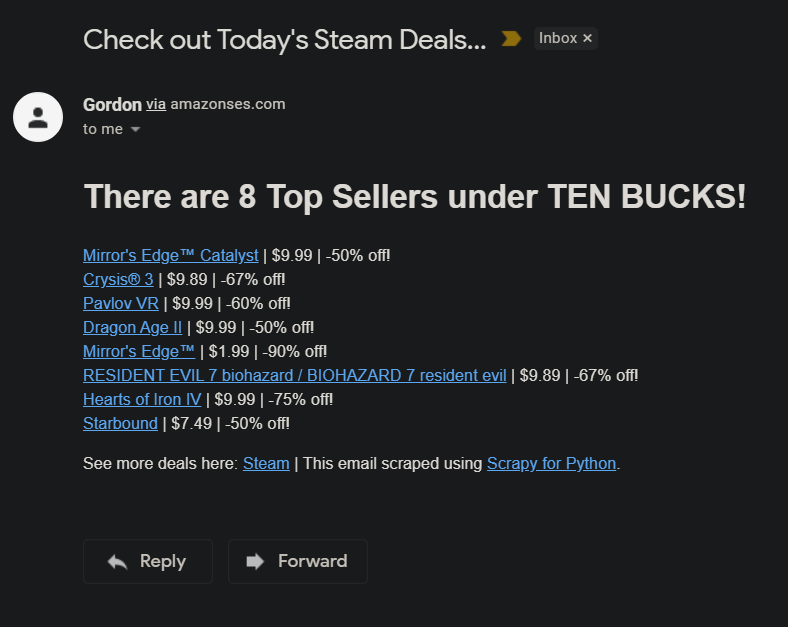 Check out Today's Steam Deals... Inbox ×
Gordon via amazonses.com
to me
There are 8 Top Sellers under TEN BUCKS!
Mirror's Edge™ Catalyst | $9.99 | -50% off!
Crysis® 3 | $9.89 | -67% off!
Pavlov VR | $9.99 | -60% off!
Dragon Age II | $9.99 | -50% off!
Mirror's Edge™ | $1.99 | -90% off!
RESIDENT EVIL 7 biohazard / BIOHAZARD 7 resident evil | $9.89 | -67% off!
Hearts of Iron IV | $9.99 | -75% off!
Starbound | $7.49 | -50% off!
See more deals here: Steam | This email scraped using Scrapy for Python.
Reply Forward